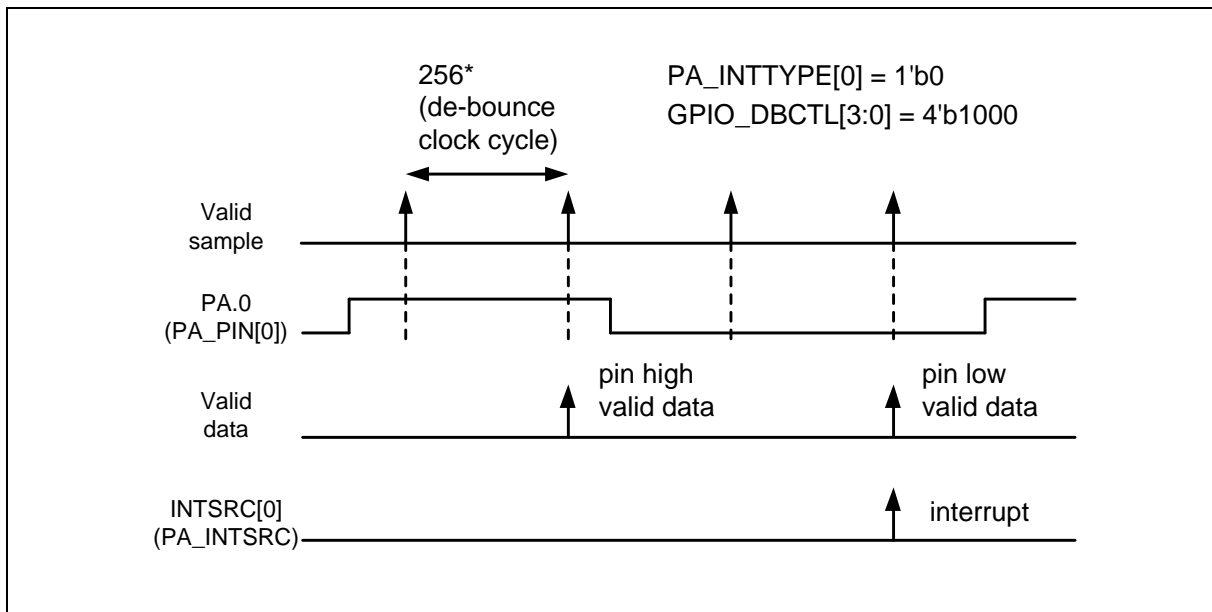 256*
(de-bounce
clock cycle)
PA_INTTYPE[0] = 1'b0
GPIO_DBCTL[3:0] = 4'b1000
Valid
sample
PA.0
(PA_PIN[0])
pin high
valid data
pin low
valid data
Valid
data
INTSRC[0]
(PA_INTSRC)
interrupt